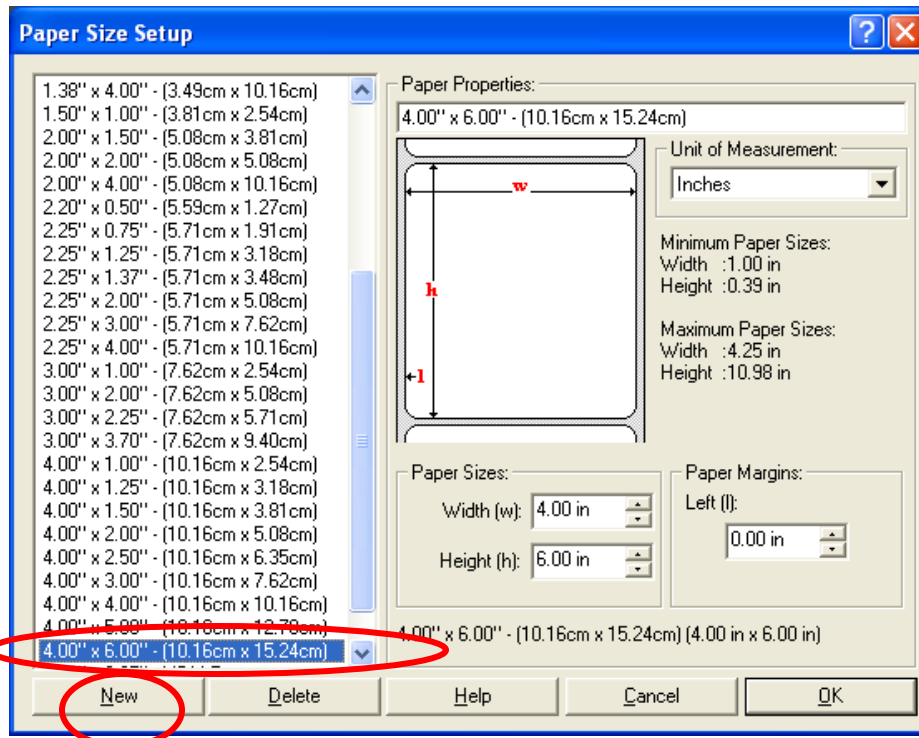 Paper Size Setup
1.38'' x 4.00'' - (3.49cm x 10.16cm)
1.50'' x 1.00'' - (3.81cm x 2.54cm)
2.00'' x 1.50'' - (5.08cm x 3.81cm)
2.00'' x 2.00'' - (5.08cm x 5.08cm)
2.00'' x 4.00'' - (5.08cm x 10.16cm)
2.20'' x 0.50'' - (5.59cm x 1.27cm)
2.25'' x 0.75'' - (5.71cm x 1.91cm)
2.25'' x 1.25'' - (5.71cm x 3.18cm)
2.25'' x 1.37'' - (5.71cm x 3.48cm)
2.25'' x 2.00'' - (5.71cm x 5.08cm)
2.25'' x 3.00'' - (5.71cm x 7.62cm)
2.25'' x 4.00'' - (5.71cm x 10.16cm)
3.00'' x 1.00'' - (7.62cm x 2.54cm)
3.00'' x 2.00'' - (7.62cm x 5.08cm)
3.00'' x 2.25'' - (7.62cm x 5.71cm)
3.00'' x 3.70'' - (7.62cm x 9.40cm)
4.00'' x 1.00'' - (10.16cm x 2.54cm)
4.00'' x 1.25'' - (10.16cm x 3.18cm)
4.00'' x 1.50'' - (10.16cm x 3.81cm)
4.00'' x 2.00'' - (10.16cm x 5.08cm)
4.00'' x 2.50'' - (10.16cm x 6.35cm)
4.00'' x 3.00'' - (10.16cm x 7.62cm)
4.00'' x 4.00'' - (10.16cm x 10.16cm)
4.00'' x 5.00'' - (10.16cm x 12.70cm)
4.00'' x 6.00'' - (10.16cm x 15.24cm)
Paper Properties:
4.00'' x 6.00'' - (10.16cm x 15.24cm)
w
h
l
Unit of Measurement:
Inches
Minimum Paper Sizes:
Width :1.00 in
Height :0.39 in
Maximum Paper Sizes:
Width :4.25 in
Height :10.98 in
Paper Sizes:
Width (w): 4.00 in
Height (h): 6.00 in
Paper Margins:
Left (l):
0.00 in
4.00'' x 6.00'' - (10.16cm x 15.24cm) (4.00 in x 6.00 in)
New Delete Help Cancel OK